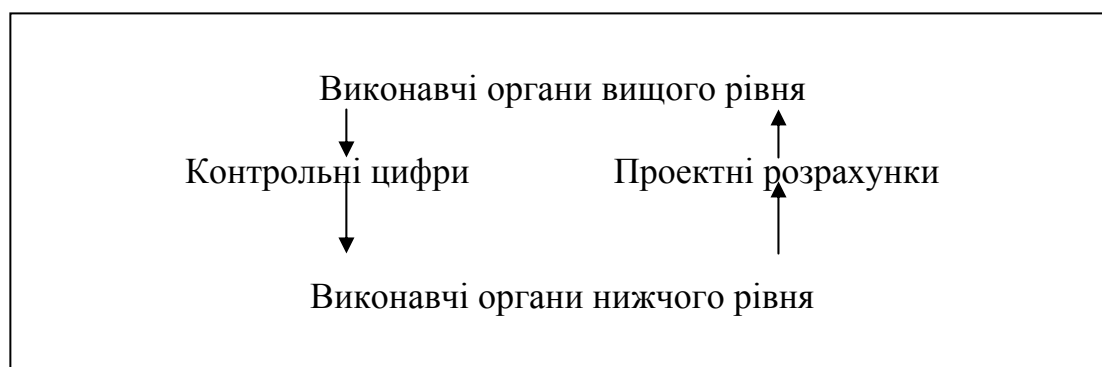 Виконавчі органи вищого рівня
Контрольні цифри Проектні розрахунки
Виконавчі органи нижчого рівня